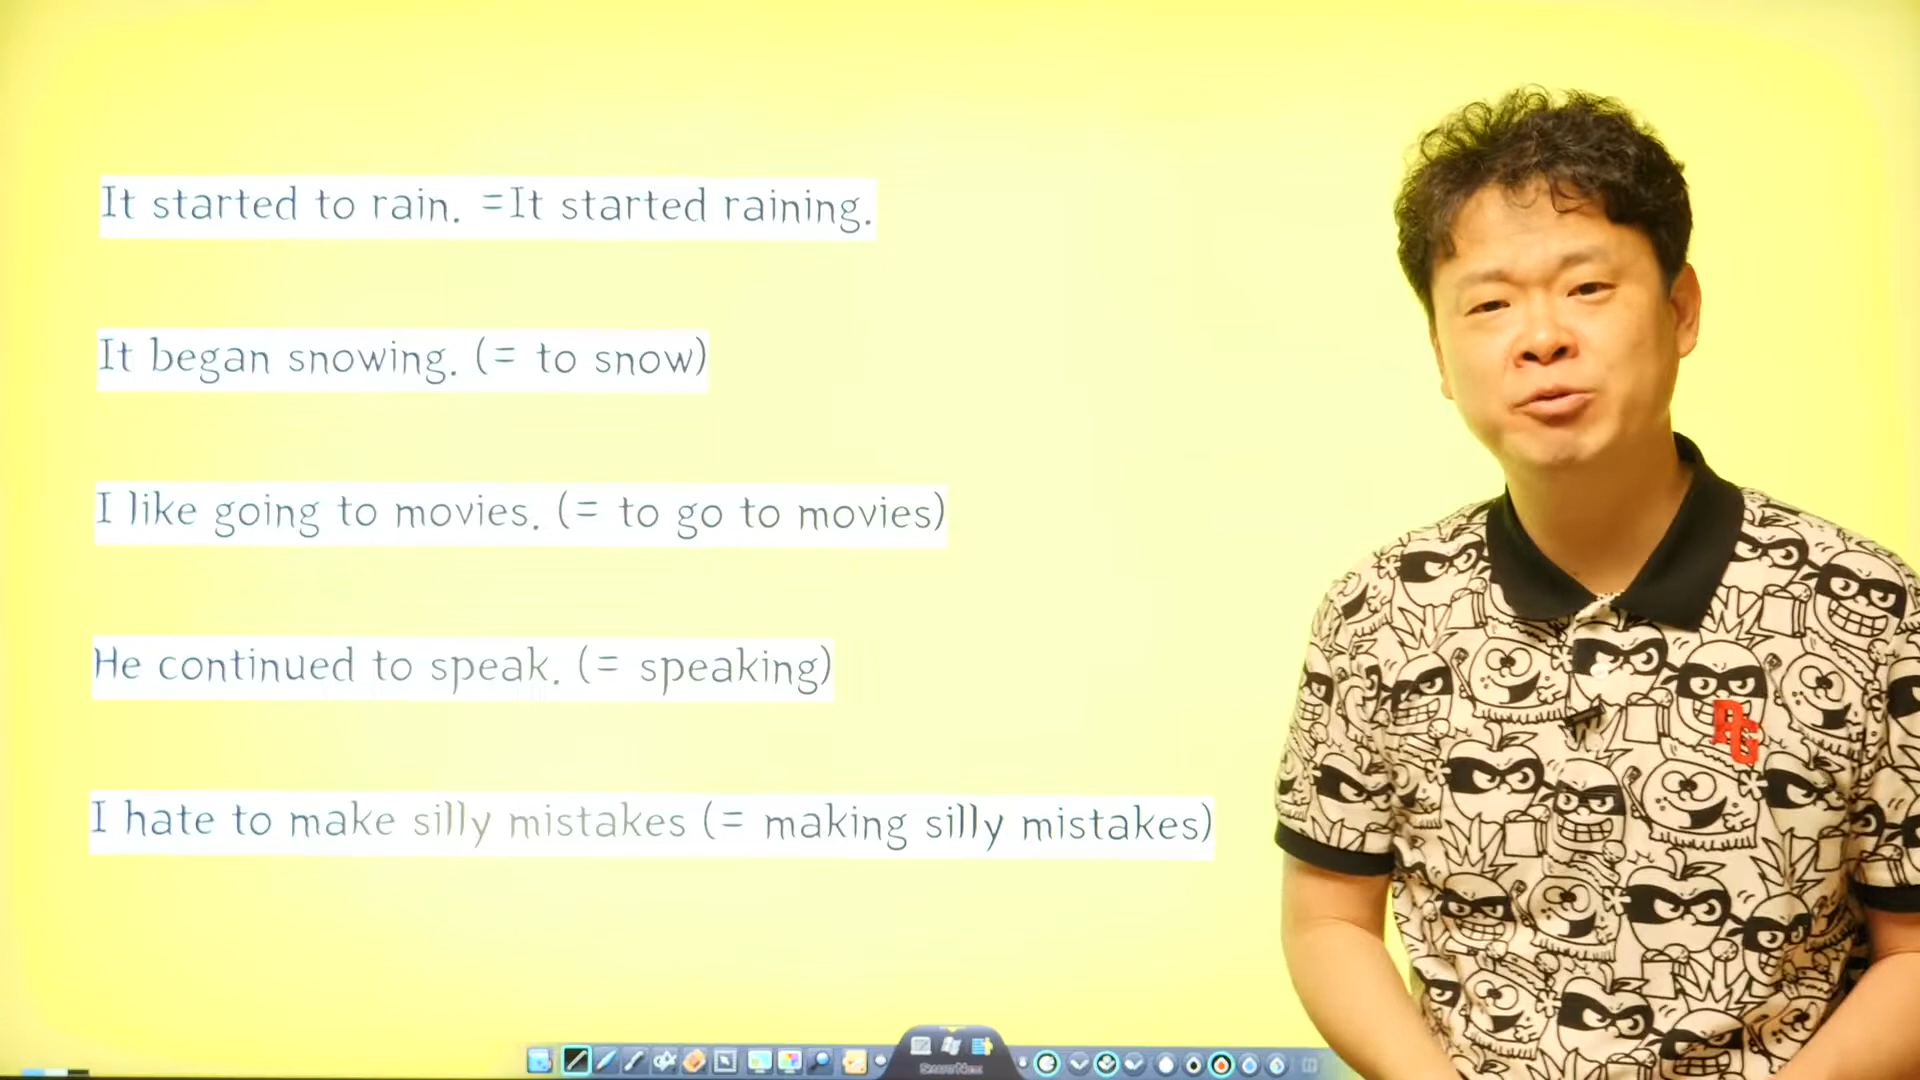 It started to rain. =It started raining.
It began snowing. (= to snow)
I like going to movies. (= to go to movies)
He continued to speak. (= speaking)
I hate to make silly mistakes (= making silly mistakes)
PG